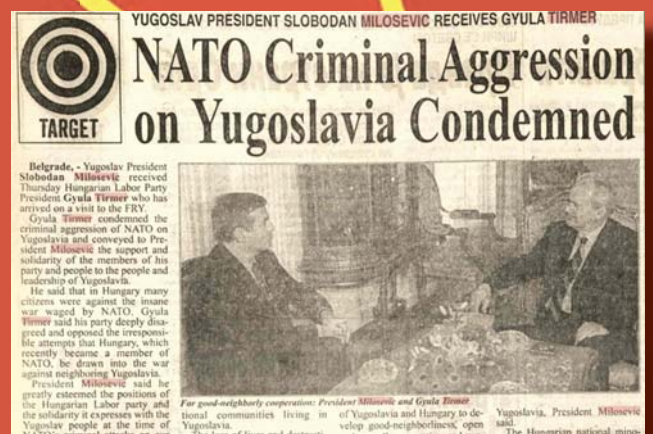 YUGOSLAV PRESIDENT SLOBODAN MILOSEVIC RECEIVES GYULA TIRMER
NATO Criminal Aggression
on Yugoslavia Condemned
TARGET
Belgrade, - Yugoslav President
Slobodan Milosevic received
Thursday Hungarian Labor Party
President Gyula Tirmer who has
arrived on a visit to the FRY.
Gyula Tirmer condemned the
criminal aggression of NATO on
Yugoslavia and conveyed to Pre-
sident Milosevic the support and
solidarity of the members of his
party and people to the people and
leadership of Yugoslavia.
He said that in Hungary many
citizens were against the insane
war waged by NATO. Gyula
Tirmer said his party deeply disa-
greed and opposed the irresponsi-
ble attempts that Hungary, which
recently became a member of
NATO, be drawn into the war
against neighboring Yugoslavia.
President Milosevic said he
greatly esteemed the positions of
the Hungarian Labor party and
the solidarity it expresses with the
Yugoslav people at the time of
For good-neighborly cooperation: President Milosevic and Gyula Tirmer
tional communities living in
Yugoslavia.
of Yugoslavia and Hungary to de-
velop good-neighborliness, open
Yugoslavia, President Milosevic
said.
The Hungarian national mino-